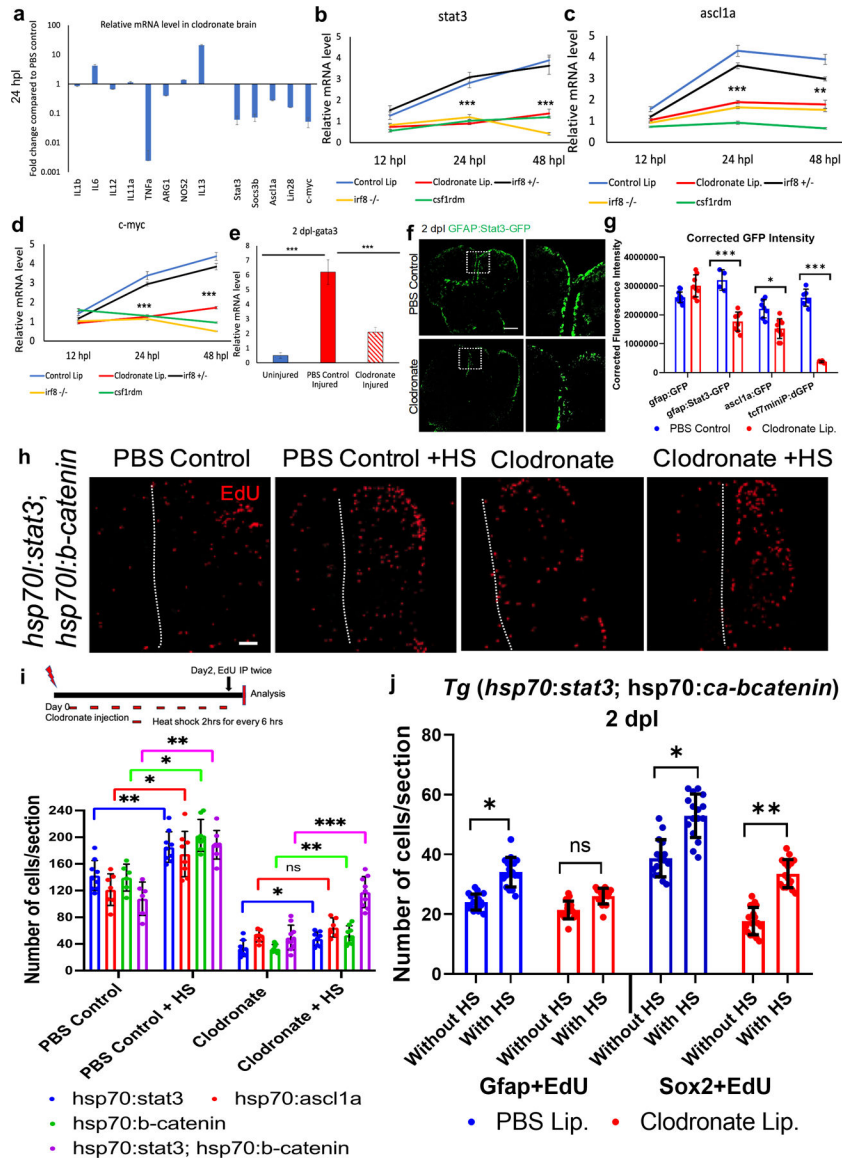 a
Relative mRNA level in clodronate brain
24 hpl
Fold change compared to PBS control
100
10
1
0.1
0.01
0.001
IL1b
IL6
IL12
IL11a
TNFa
ARG1
NOS2
IL13
Stat3
Socs3b
Ascl1a
Lin28
c-myc
b
stat3
Relative mRNA level
5
4
3
2
1
0
***
***
12 hpl
24 hpl
48 hpl
Control Lip
Clodronate Lip.
irf8 +/-
irf8 -/-
csf1rdm
c
ascl1a
Relative mRNA level
5
4
3
2
1
0
***
**
12 hpl
24 hpl
48 hpl
Control Lip
Clodronate Lip.
irf8 +/-
irf8 -/-
csf1rdm
d
c-myc
Relative mRNA level
5
4
3
2
1
0
***
***
12 hpl
24 hpl
48 hpl
Control Lip
Clodronate Lip.
irf8 +/-
irf8 -/-
csf1rdm
e
2 dpl-gata3
Relative mRNA level
8
7
6
5
4
3
2
1
0
***
***
Uninjured
PBS Control Injured
Clodronate Injured
f
2 dpl GFAP:Stat3-GFP
PBS Control
Clodronate
g
Corrected GFP Intensity
Corrected Fluorescence Intensity
4000000
3000000
2000000
1000000
0
***
*
***
gfap:GFP
gfap:Stat3-GFP
ascl1a:GFP
tcf7miniP:dGFP
PBS Control
Clodronate Lip.
h
PBS Control
PBS Control +HS
Clodronate
Clodronate +HS
hsp70l:stat3;
hsp70l:b-catenin
EdU
i
Day2, EdU IP twice
Analysis
Day 0
Clodronate injection
Heat shock 2hrs for every 6 hrs
Number of cells/section
240
200
160
120
80
40
0
**
*
*
**
***
**
ns
*
PBS Control
PBS Control + HS
Clodronate
Clodronate + HS
hsp70:stat3
hsp70:ascl1a
hsp70:b-catenin
hsp70:stat3; hsp70:b-catenin
j
Tg (hsp70:stat3; hsp70:ca-bcatenin)
2 dpl
Number of cells/section
80
60
40
20
0
*
ns
*
**
Without HS
With HS
Without HS
With HS
Without HS
With HS
Without HS
With HS
Gfap+EdU
Sox2+EdU
PBS Lip.
Clodronate Lip.